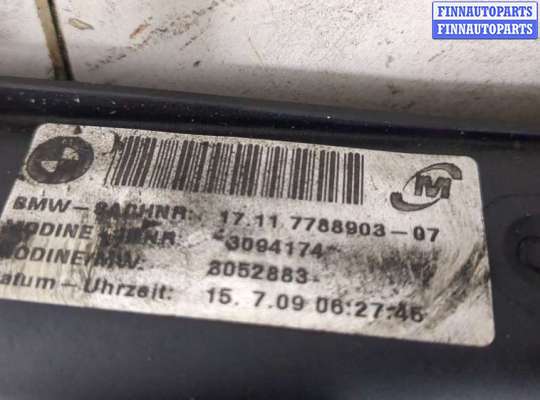 FINNAUTOPARTS
FINNAUTOPARTS
M
BMW-SACHNR: 17.11 7788903-07
MODINE 3094174
MODINE/MW: 3052883
Datum-Uhrzeit: 15. 7.09 06:27:46